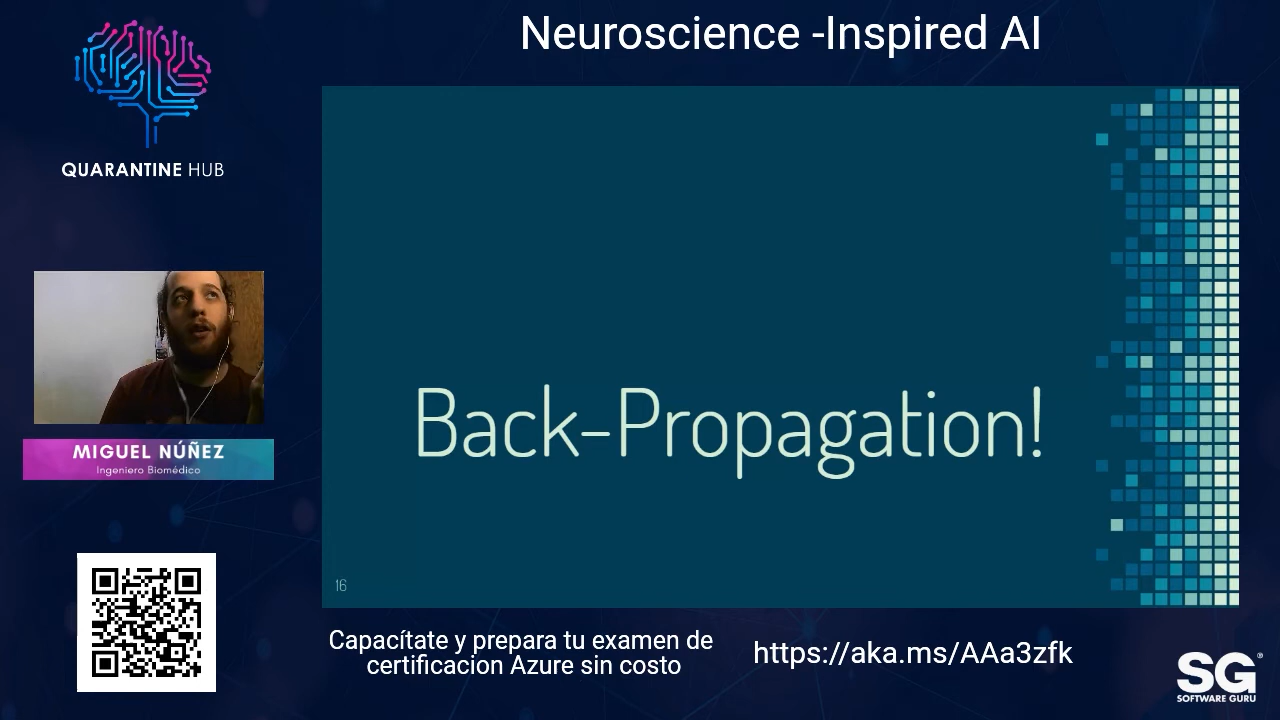 Neuroscience -Inspired AI
QUARANTINE HUB
Back-Propagation!
MIGUEL NÚÑEZ
Ingeniero Biomédico
16
Capacítate y prepara tu examen de
certificacion Azure sin costo
https://aka.ms/AAa3zfk
SG®
SOFTWARE GURU